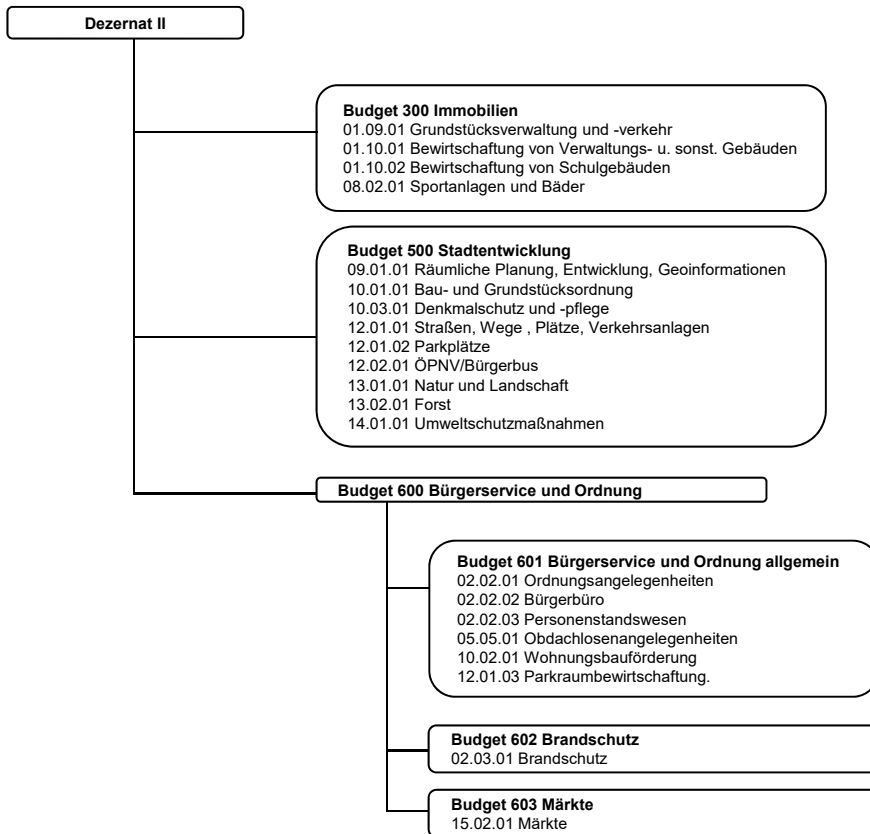 Dezernat II
Budget 300 Immobilien
01.09.01 Grundstücksverwaltung und -verkehr
01.10.01 Bewirtschaftung von Verwaltungs- u. sonst. Gebäuden
01.10.02 Bewirtschaftung von Schulgebäuden
08.02.01 Sportanlagen und Bäder
Budget 500 Stadtentwicklung
09.01.01 Räumliche Planung, Entwicklung, Geoinformationen
10.01.01 Bau- und Grundstücksordnung
10.03.01 Denkmalschutz und -pflege
12.01.01 Straßen, Wege , Plätze, Verkehrsanlagen
12.01.02 Parkplätze
12.02.01 ÖPNV/Bürgerbus
13.01.01 Natur und Landschaft
13.02.01 Forst
14.01.01 Umweltschutzmaßnahmen
Budget 600 Bürgerservice und Ordnung
Budget 601 Bürgerservice und Ordnung allgemein
02.02.01 Ordnungsangelegenheiten
02.02.02 Bürgerbüro
02.02.03 Personenstandswesen
05.05.01 Obdachlosenangelegenheiten
10.02.01 Wohnungsbauförderung
12.01.03 Parkraumbewirtschaftung.
Budget 602 Brandschutz
02.03.01 Brandschutz
Budget 603 Märkte
15.02.01 Märkte